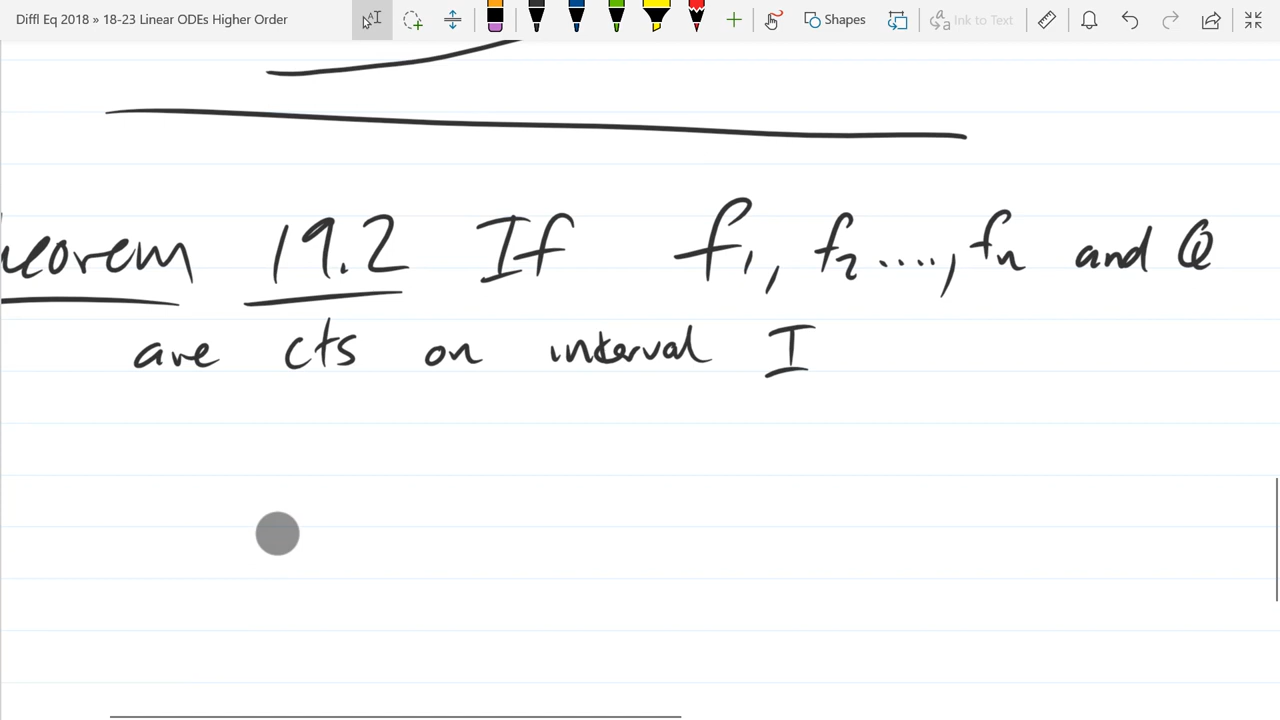 Diffl Eq 2018 » 18-23 Linear ODEs Higher Order
Shapes
Ink to Text
eorem 19.2 If f1, f2...., fn and Q
are cts on interval I